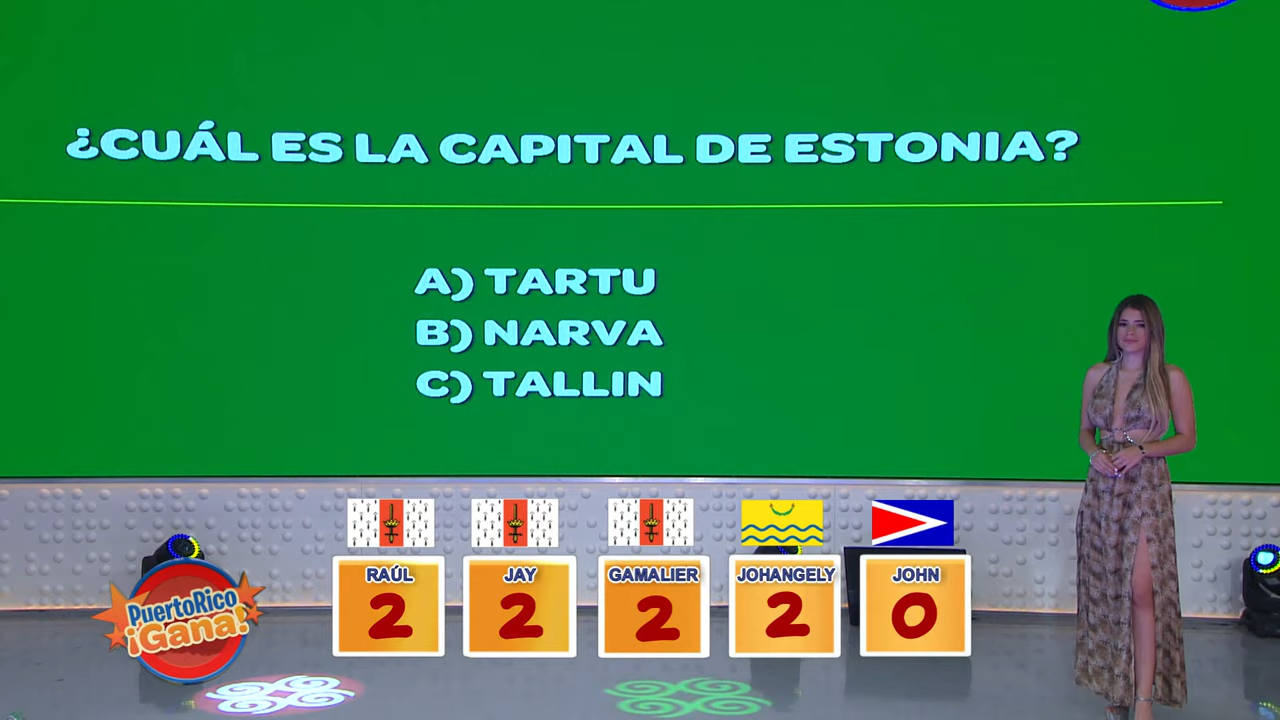 ¿CUÁL ES LA CAPITAL DE ESTONIA?
A) TARTU
B) NARVA
C) TALLIN
RAÚL
2
JAY
2
GAMALIER
2
JOHANGELY
2
JOHN
0
PuertoRico
¡Gana!